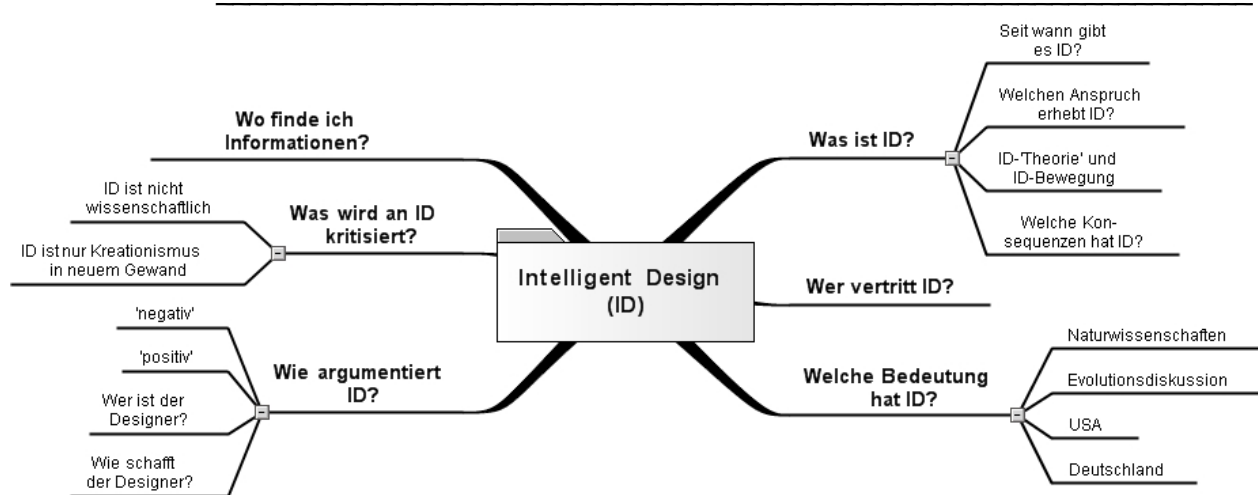 Intelligent Design
(ID)
Was ist ID?
Seit wann gibt
es ID?
Welchen Anspruch
erhebt ID?
ID-'Theorie' und
ID-Bewegung
Welche Kon-
sequenzen hat ID?
Wer vertritt ID?
Welche Bedeutung
hat ID?
Naturwissenschaften
Evolutionsdiskussion
USA
Deutschland
Wo finde ich
Informationen?
Was wird an ID
kritisiert?
ID ist nicht
wissenschaftlich
ID ist nur Kreationismus
in neuem Gewand
Wie argumentiert
ID?
'negativ'
'positiv'
Wer ist der
Designer?
Wie schafft
der Designer?